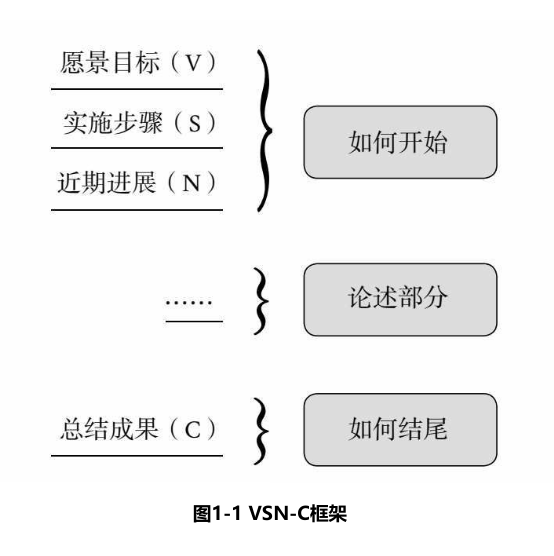 愿景目标（V）
实施步骤（S）
如何开始
近期进展（N）
……
论述部分
总结成果（C）
如何结尾
图1-1 VSN-C框架